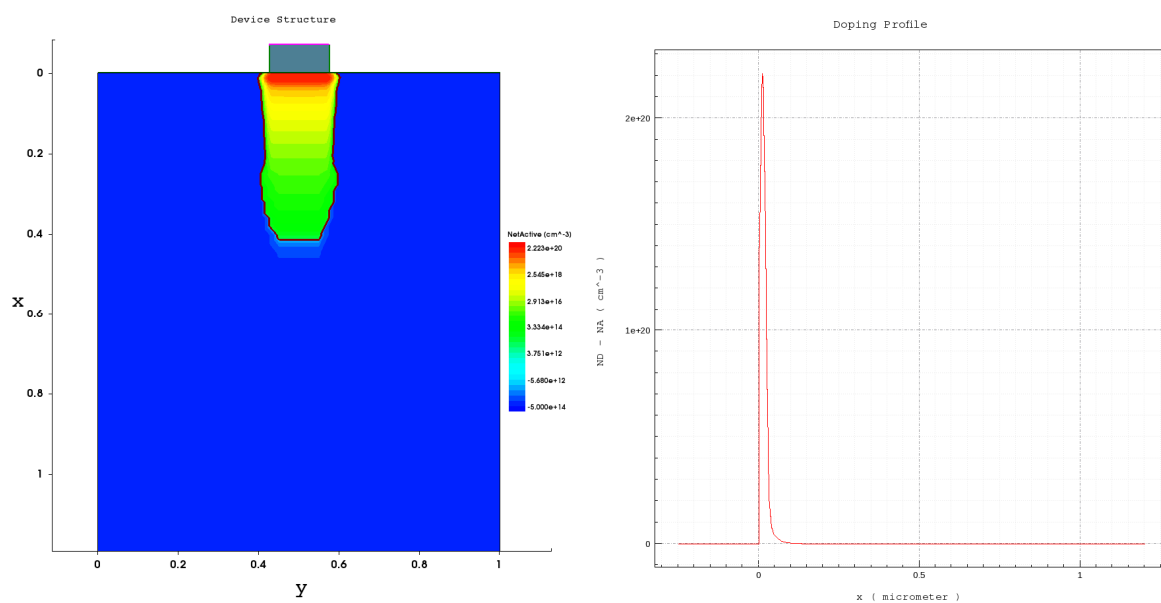 Device Structure
0
0.2
0.4
0.6
0.8
1
x
0
0.2
0.4
0.6
0.8
1
y
NetActive (cm^-3)
2.223e+20
2.545e+18
2.913e+16
3.334e+14
3.751e+12
-5.680e+12
-5.000e+14
Doping Profile
2e+20
1e+20
0
ND - NA ( cm^-3 )
0
0.5
1
x ( micrometer )